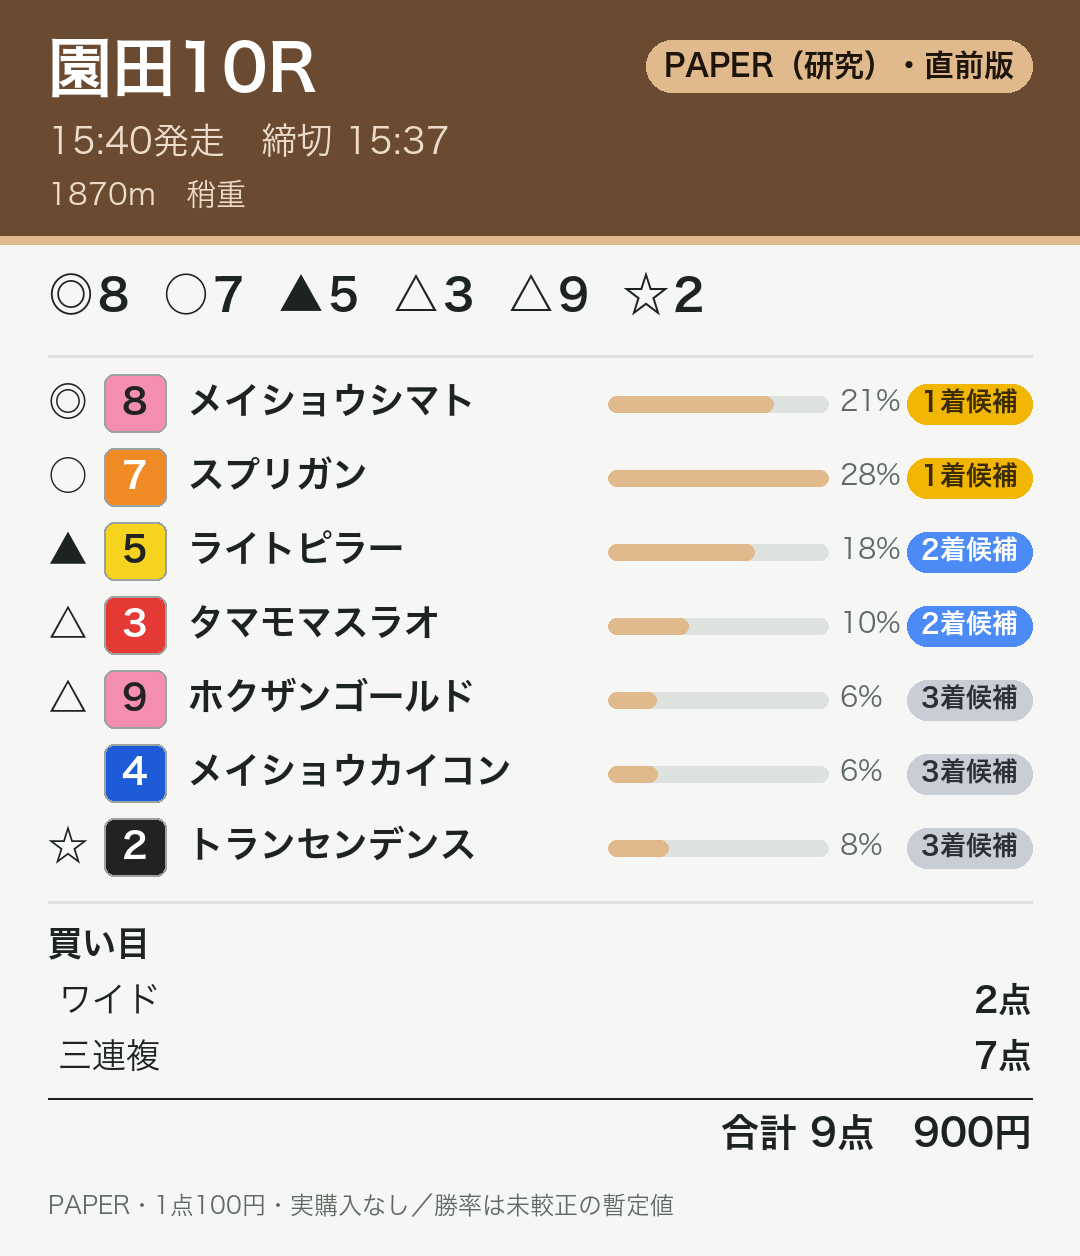 園田10R
PAPER（研究）・直前版
15:40発走　締切 15:37
1870m　稍重
◎8 ○7 ▲5 △3 △9 ☆2
◎ 8 メイショウシマト 21% 1着候補
○ 7 スプリガン 28% 1着候補
▲ 5 ライトピラー 18% 2着候補
△ 3 タマモマスラオ 10% 2着候補
△ 9 ホクザンゴールド 6% 3着候補
4 メイショウカイコン 6% 3着候補
☆ 2 トランセンデンス 8% 3着候補
買い目
ワイド 2点
三連複 7点
合計 9点　900円
PAPER・1点100円・実購入なし／勝率は未較正の暫定値